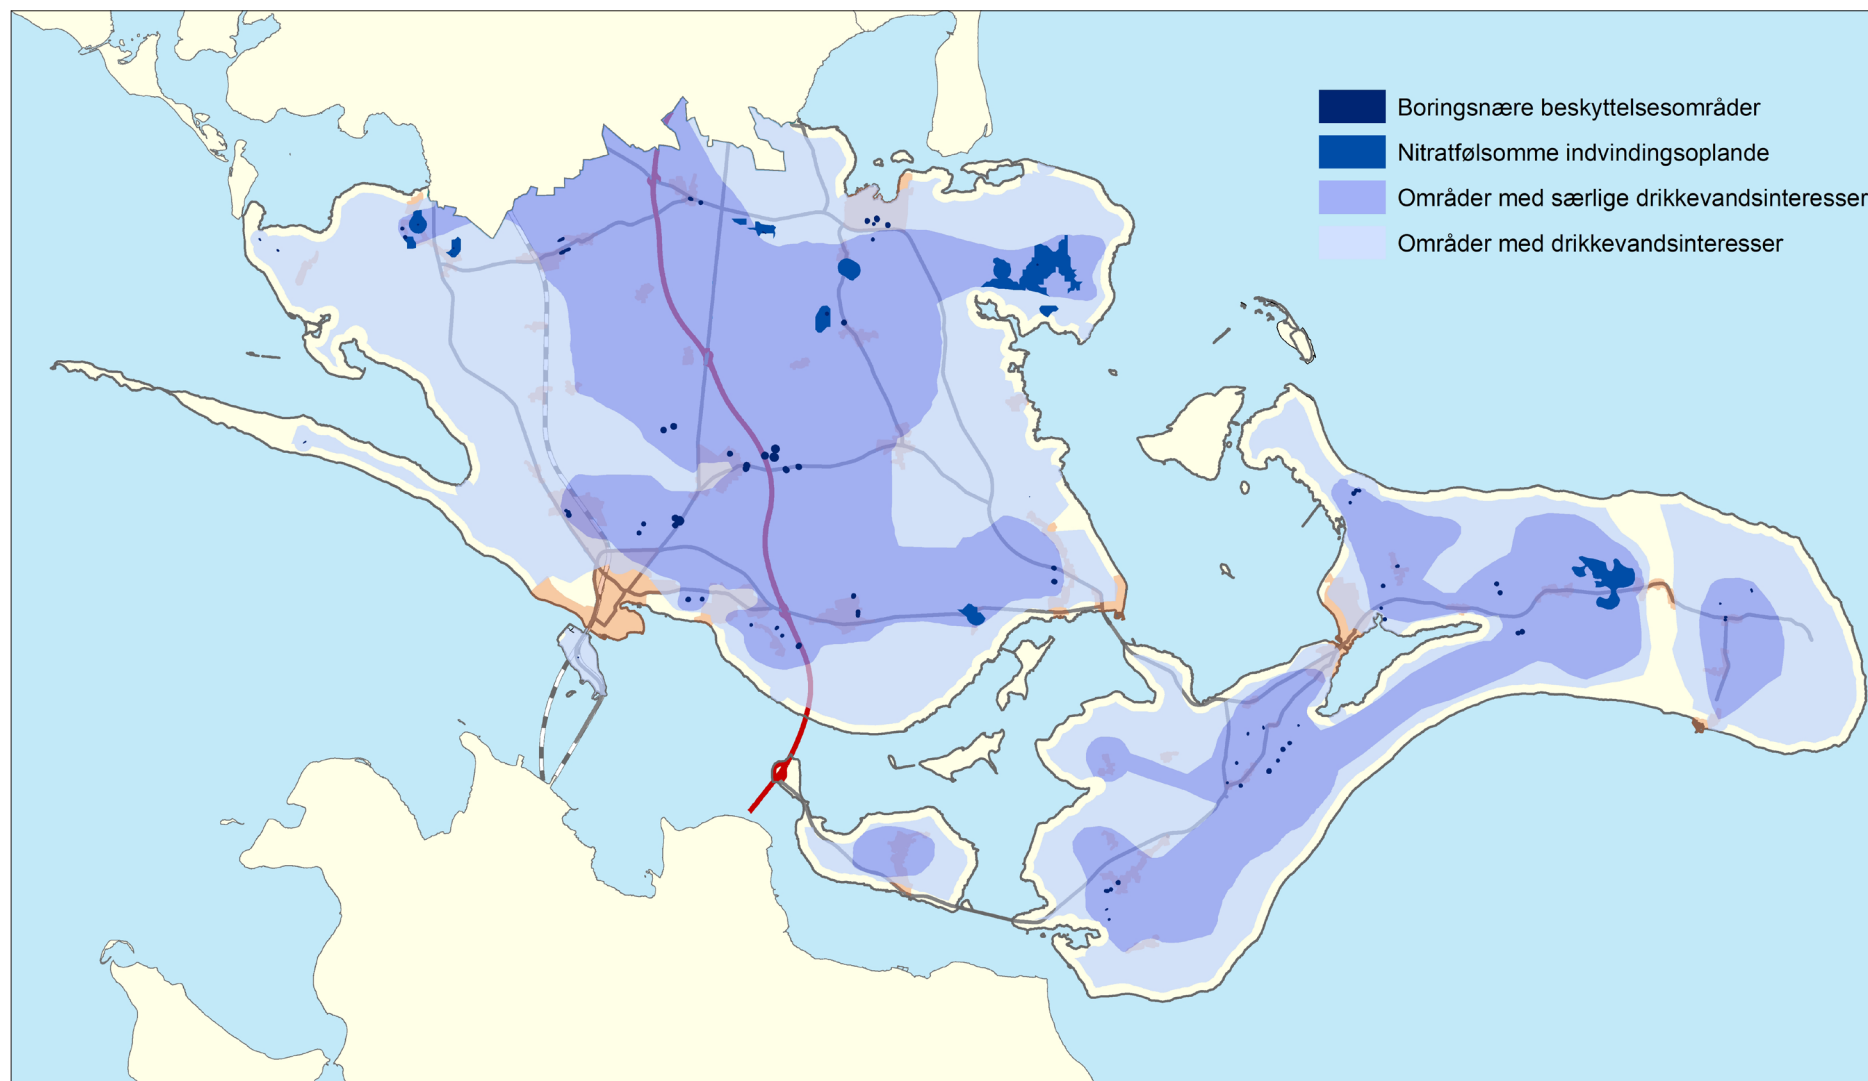 Boringsnære beskyttelsesområder
Nitratfølsomme indvindingsoplande
Områder med særlige drikkevandsinteresser
Områder med drikkevandsinteresser